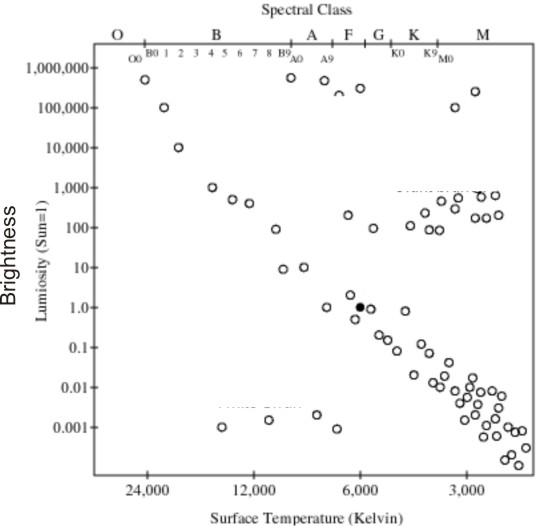 Spectral Class
O B A F G K M
O0 B0 1 2 3 4 5 6 7 8 B9 A0 A9 K0 K9 M0
1,000,000
100,000
10,000
1,000
100
10
1.0
0.1
0.01
0.001
Brightness
Lumiosity (Sun=1)
24,000 12,000 6,000 3,000
Surface Temperature (Kelvin)